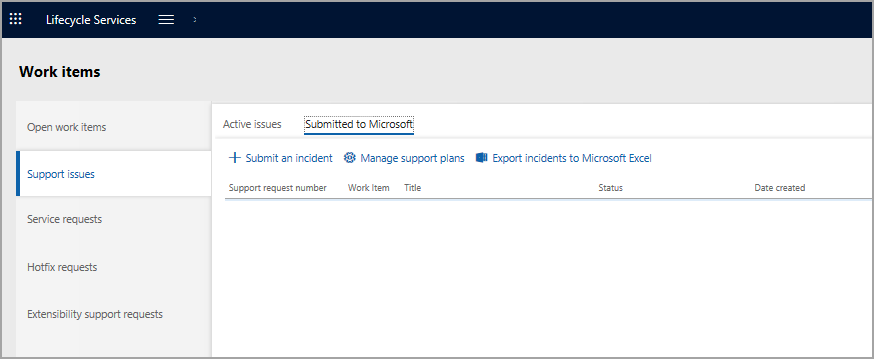 Lifecycle Services
Work items
Open work items
Support issues
Service requests
Hotfix requests
Extensibility support requests
Active issues Submitted to Microsoft
Submit an incident Manage support plans Export incidents to Microsoft Excel
Support request number Work Item Title Status Date created